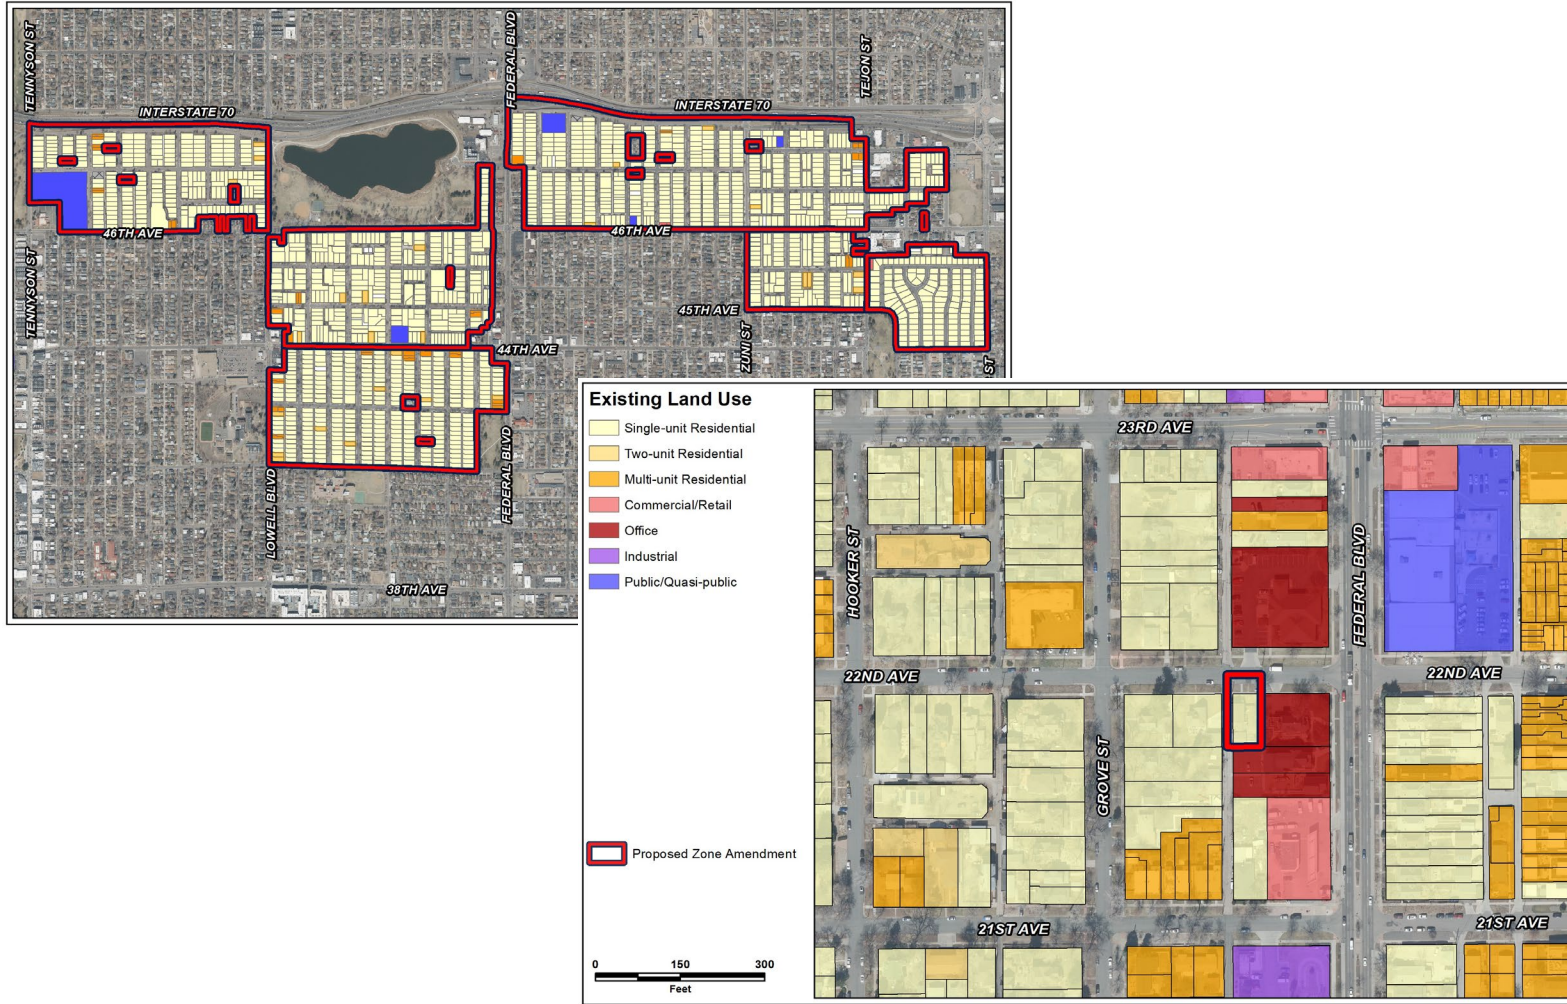 TENNYSON ST
FEDERAL BLVD
TEJON ST
INTERSTATE 70
INTERSTATE 70
46TH AVE
46TH AVE
TENNYSON ST
45TH AVE
44TH AVE
ZUNI ST
ST
LOWELL BLVD
FEDERAL BLVD
38TH AVE
Existing Land Use
Single-unit Residential
Two-unit Residential
Multi-unit Residential
Commercial/Retail
Office
Industrial
Public/Quasi-public
Proposed Zone Amendment
0 150 300
Feet
23RD AVE
HOOKER ST
FEDERAL BLVD
22ND AVE
22ND AVE
GROVE ST
21ST AVE
21ST AVE